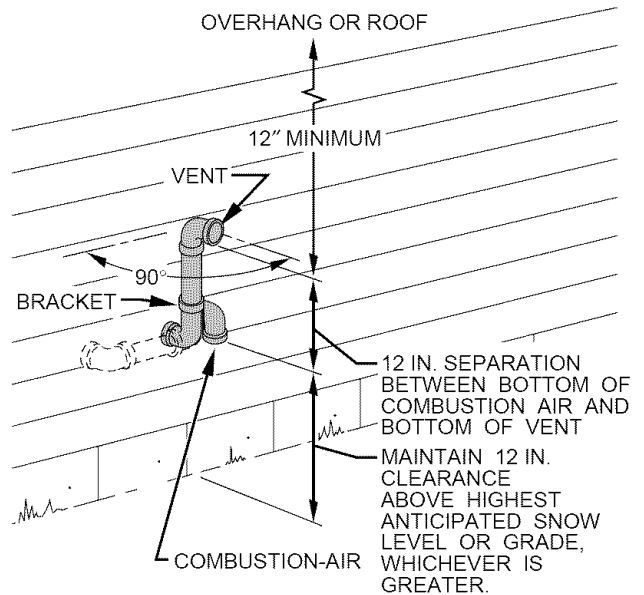 OVERHANG OR ROOF
12″ MINIMUM
VENT
90°
BRACKET
12 IN. SEPARATION
BETWEEN BOTTOM OF
COMBUSTION AIR AND
BOTTOM OF VENT
MAINTAIN 12 IN.
CLEARANCE
ABOVE HIGHEST
ANTICIPATED SNOW
LEVEL OR GRADE,
WHICHEVER IS
GREATER.
COMBUSTION-AIR